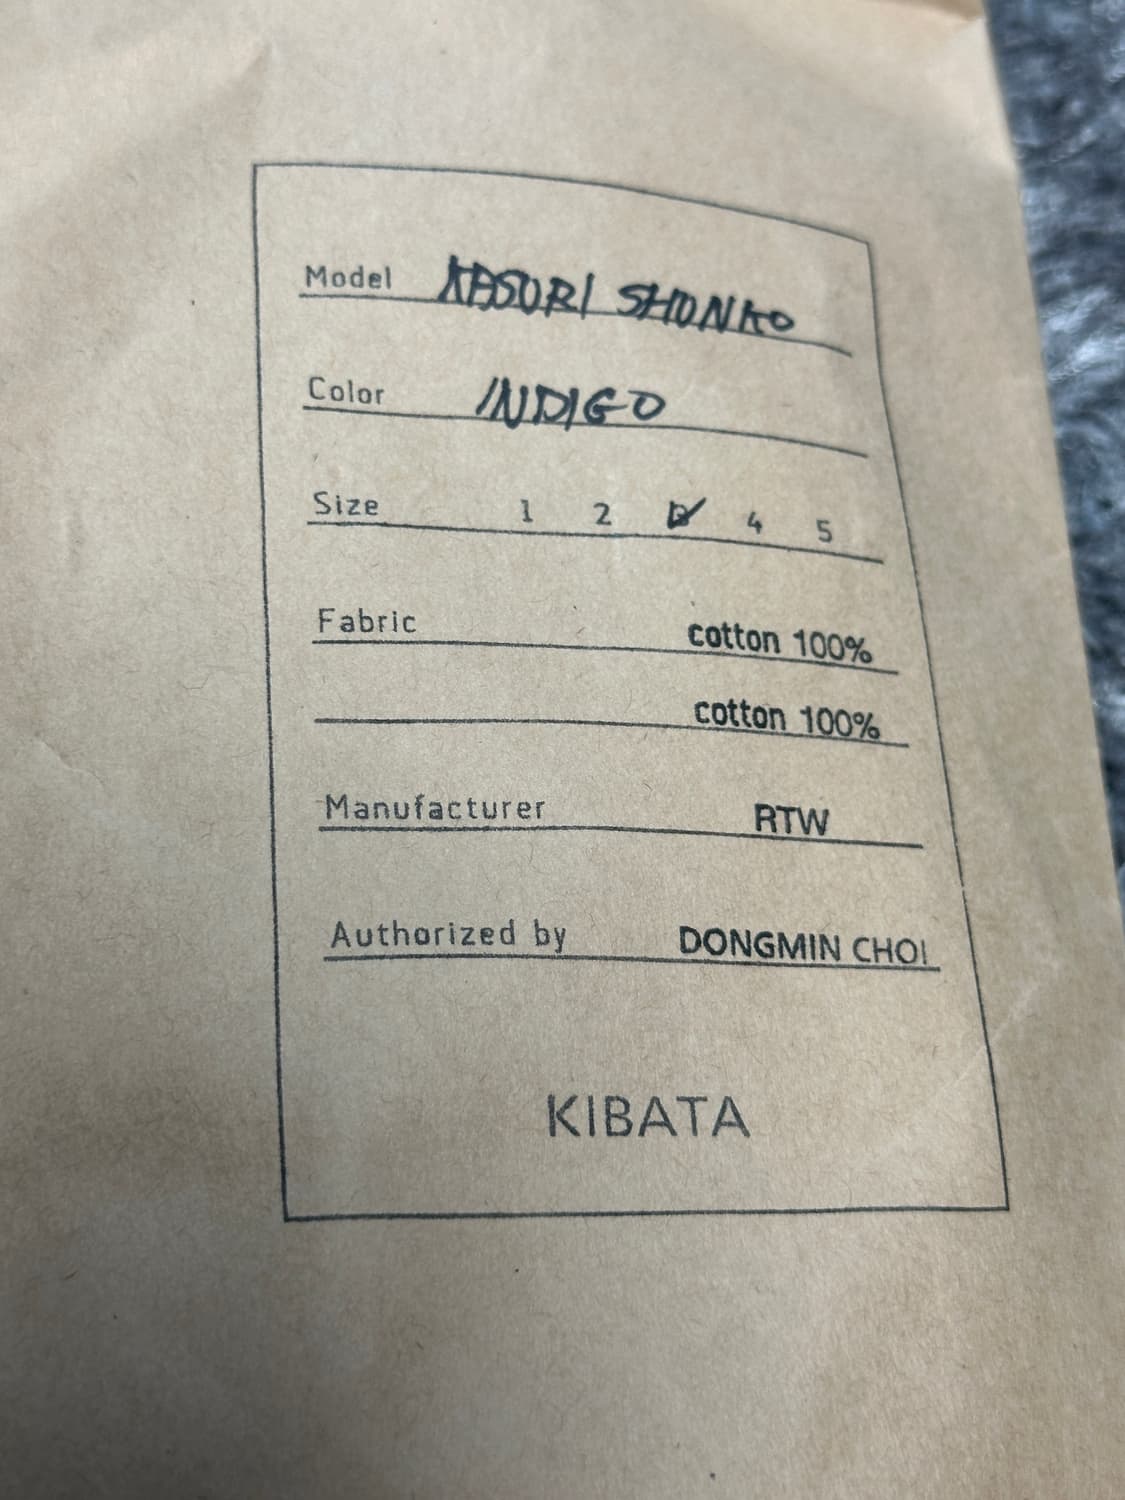 Model KASURI SHONKO
Color INDIGO
Size 1 2 3 4 5
Fabric cotton 100%
cotton 100%
Manufacturer RTW
Authorized by DONGMIN CHOI
KIBATA